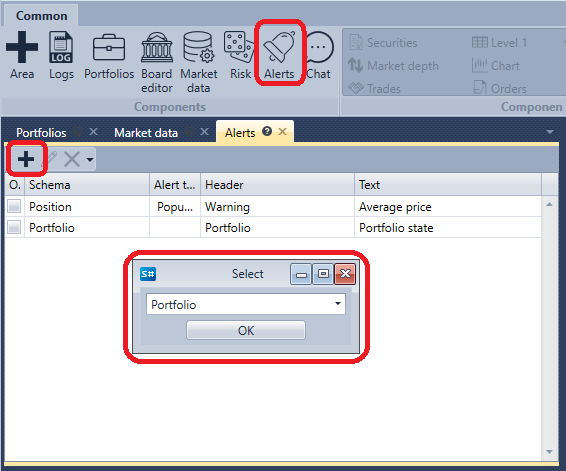 Common
Area
Logs
Portfolios
Board editor
Market data
Risk
Alerts
Chat
Components
Securities
Level 1
Market depth
Chart
Trades
Orders
Componen
LOG
Portfolios
Market data
Alerts
O.
Schema
Alert t...
Header
Text
Position
Popu...
Warning
Average price
Portfolio
Portfolio
Portfolio state
S#
Select
Portfolio
OK